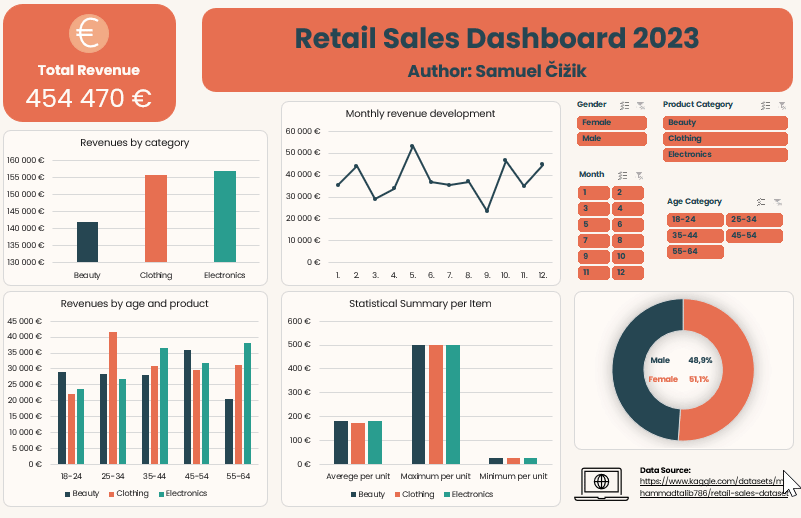 Retail Sales Dashboard 2023
Author: Samuel Čižik
€
Total Revenue
454 470 €
Revenues by category
160 000 €
155 000 €
150 000 €
145 000 €
140 000 €
135 000 €
130 000 €
Beauty Clothing Electronics
Monthly revenue development
60 000 €
50 000 €
40 000 €
30 000 €
20 000 €
10 000 €
0 €
1. 2. 3. 4. 5. 6. 7. 8. 9. 10. 11. 12.
Gender
Female
Male
Product Category
Beauty
Clothing
Electronics
Month
1 2
3 4
5 6
7 8
9 10
11 12
Age Category
18-24 25-34
35-44 45-54
55-64
Revenues by age and product
45 000 €
40 000 €
35 000 €
30 000 €
25 000 €
20 000 €
15 000 €
10 000 €
5 000 €
0 €
18-24 25-34 35-44 45-54 55-64
Beauty Clothing Electronics
Statistical Summary per Item
600 €
500 €
400 €
300 €
200 €
100 €
0 €
Averege per unit Maximum per unit Minimum per unit
Beauty Clothing Electronics
Male 48,9%
Female 51,1%
Data Source:
https://www.kaggle.com/datasets/m
hammadtalib786/retail-sales-datase